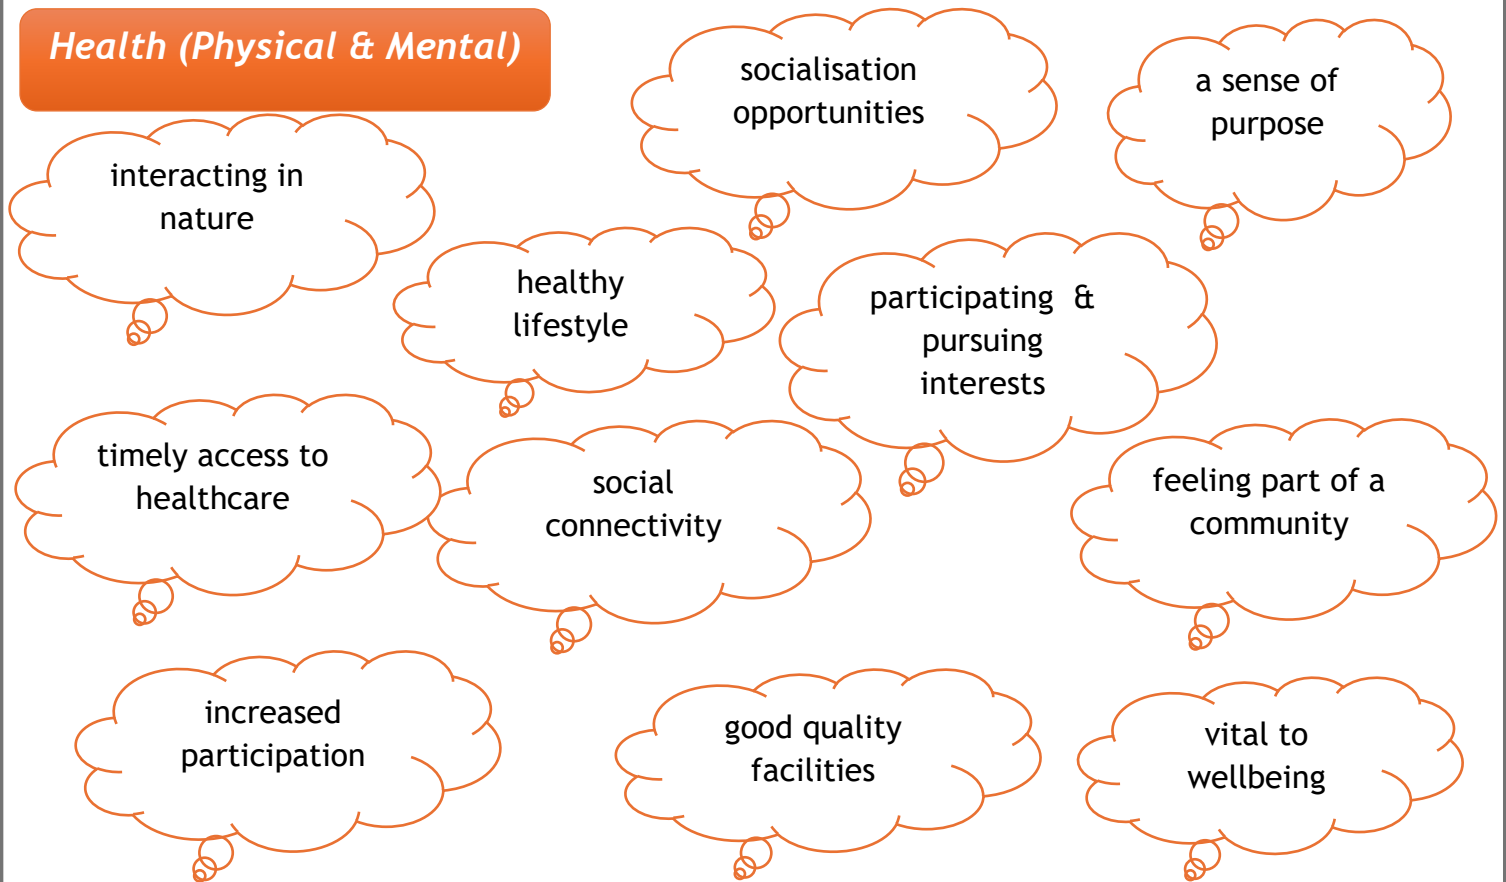 Health (Physical & Mental)
socialisation
opportunities
a sense of
purpose
interacting in
nature
healthy
lifestyle
participating  &
pursuing
interests
timely access to
healthcare
social
connectivity
feeling part of a
community
increased
participation
good quality
facilities
vital to
wellbeing